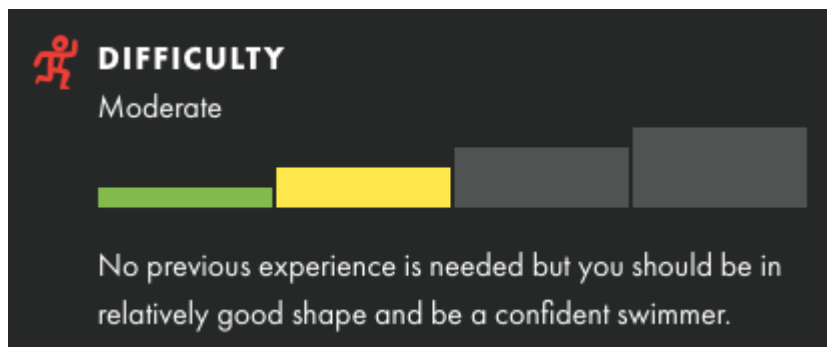 DIFFICULTY
Moderate
No previous experience is needed but you should be in
relatively good shape and be a confident swimmer.